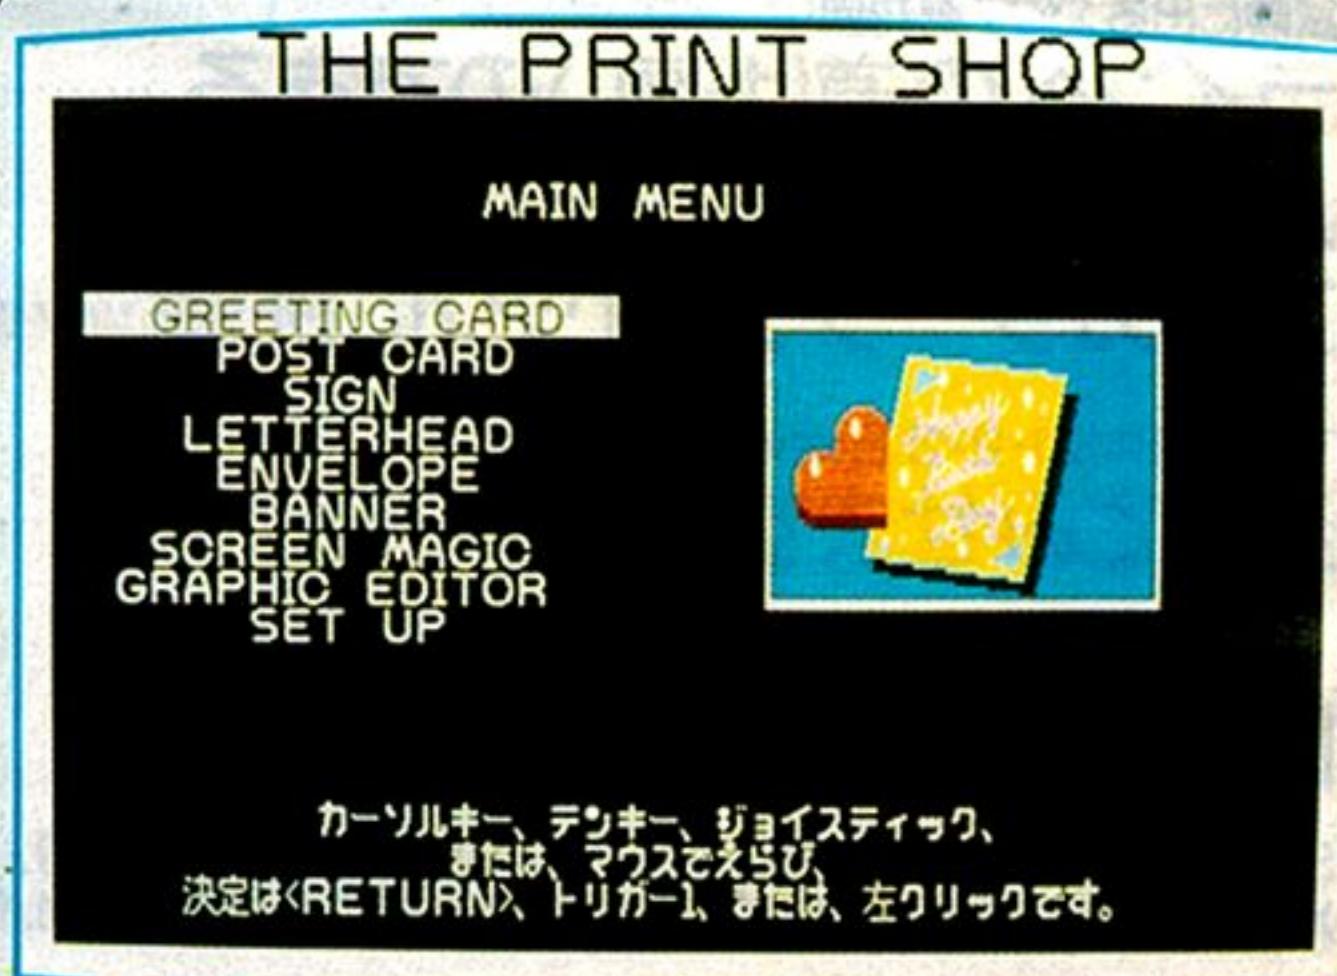 THE PRINT SHOP
MAIN MENU
GREETING CARD
POST CARD
SIGN
LETTERHEAD
ENVELOPE
BANNER
SCREEN MAGIC
GRAPHIC EDITOR
SET UP
Happy
Day
カーソルキー、テンキー、ジョイスティック、
または、マウスでえらび、
決定は<RETURN>、トリガー1、または、左クリックです。